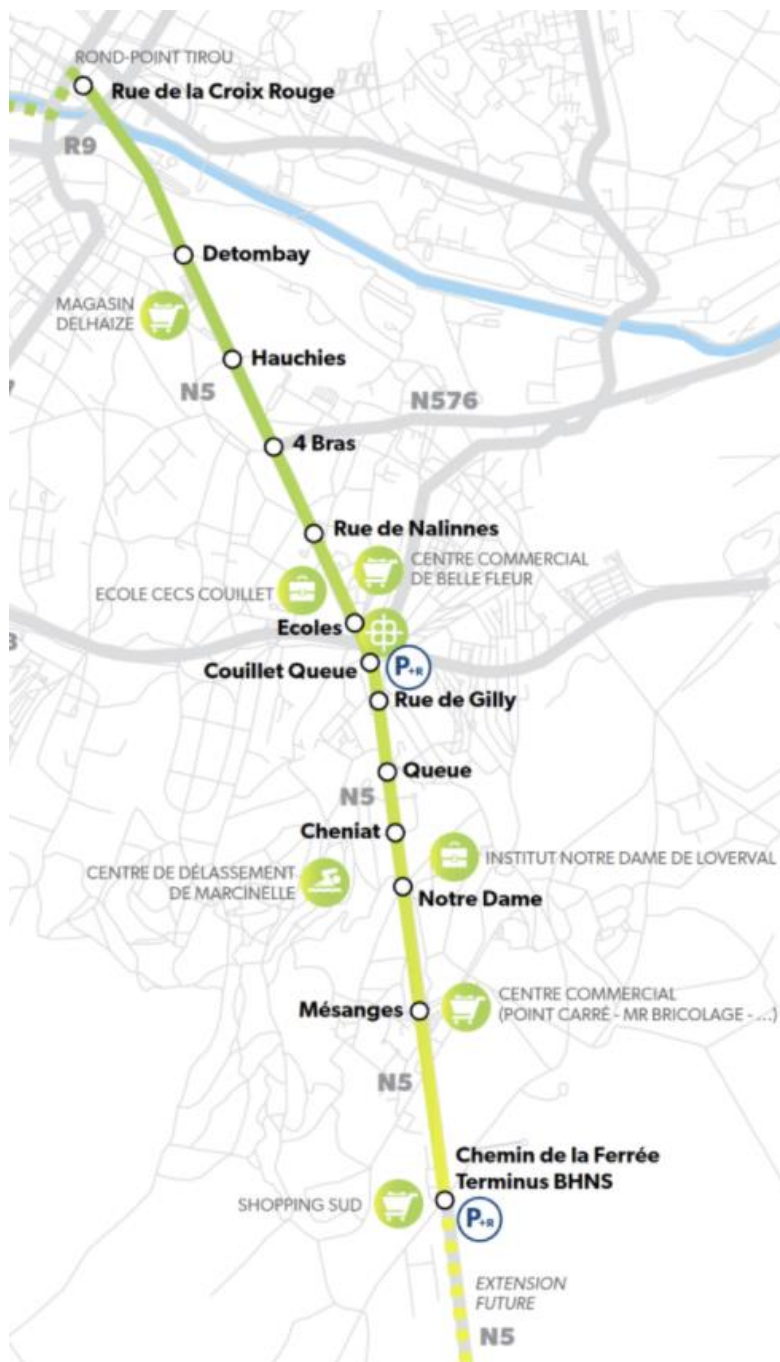 ROND-POINT TIROU
Rue de la Croix Rouge
R9
Detombay
MAGASIN
DELHAIZE
Hauchies
N5
N576
4 Bras
Rue de Nalinnes
CENTRE COMMERCIAL
DE BELLE FLEUR
ECOLE CECS COUILLET
Ecoles
Couillet Queue
P+R
Rue de Gilly
Queue
N5
Cheniat
INSTITUT NOTRE DAME DE LOVERVAL
CENTRE DE DÉLASSEMENT
DE MARCINELLE
Notre Dame
CENTRE COMMERCIAL
(POINT CARRÉ - MR BRICOLAGE - ...)
Mésanges
N5
Chemin de la Ferrée
Terminus BHNS
SHOPPING SUD
P+R
EXTENSION
FUTURE
N5